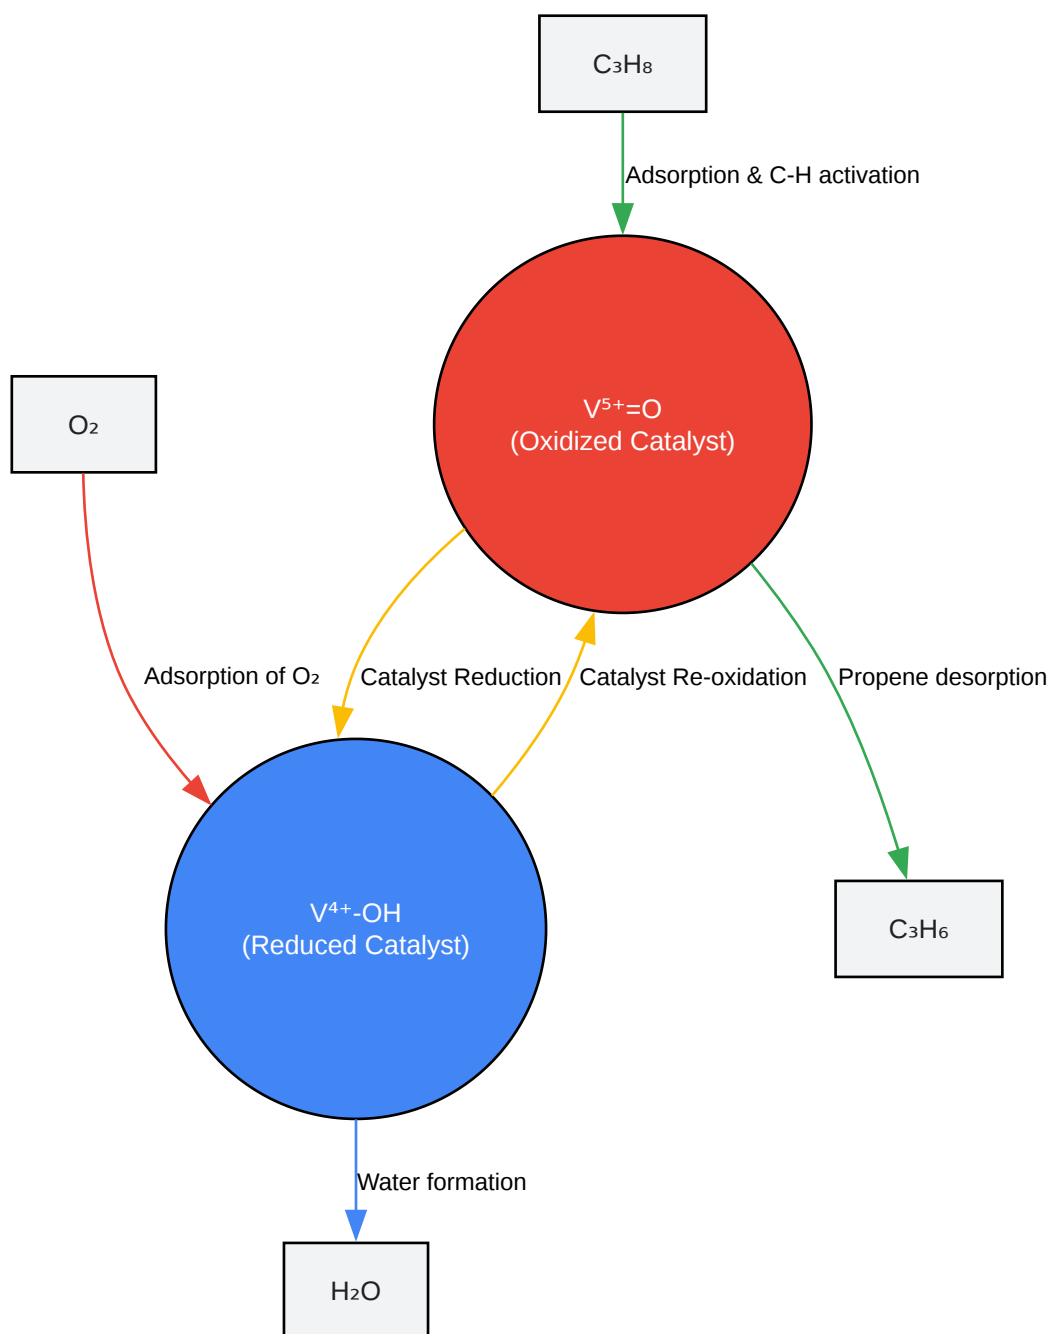 C₃H₈
Adsorption & C-H activation
O₂
V⁵⁺=O
(Oxidized Catalyst)
Adsorption of O₂
Catalyst Reduction
Catalyst Re-oxidation
Propene desorption
V⁴⁺-OH
(Reduced Catalyst)
C₃H₆
Water formation
H₂O